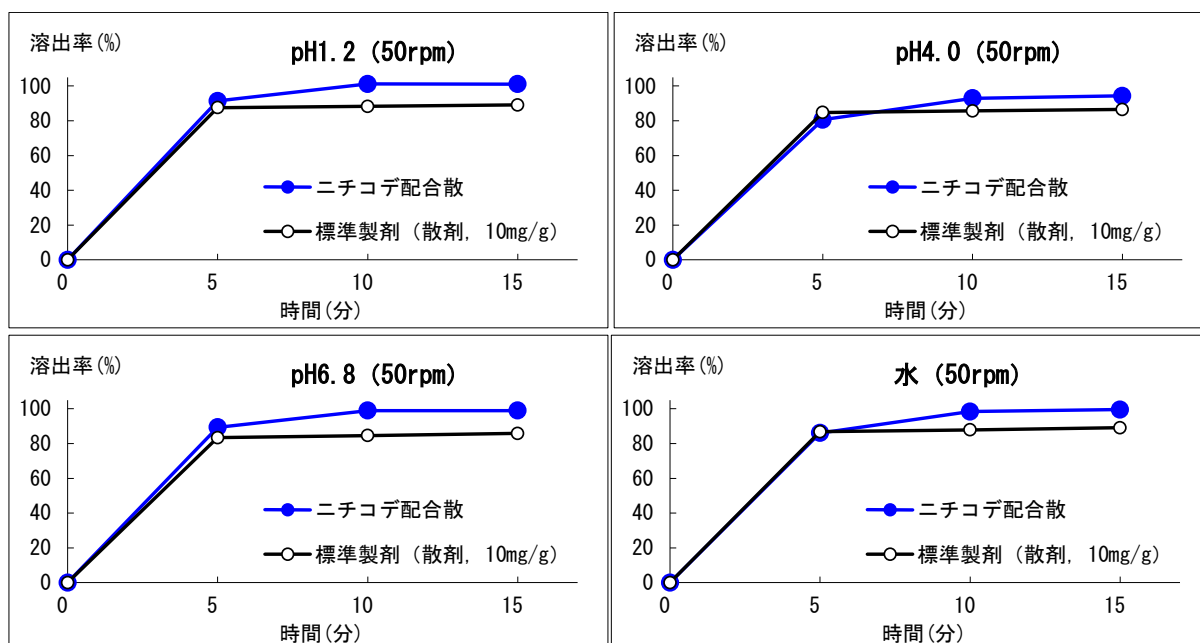 溶出率(%)
pH1.2 (50rpm)
100
80
60
40
20
0
ニチコデ配合散
標準製剤（散剤, 10mg/g）
0 5 10 15
時間(分)
溶出率(%)
pH4.0 (50rpm)
100
80
60
40
20
0
ニチコデ配合散
標準製剤（散剤, 10mg/g）
0 5 10 15
時間(分)
溶出率(%)
pH6.8 (50rpm)
100
80
60
40
20
0
ニチコデ配合散
標準製剤（散剤, 10mg/g）
0 5 10 15
時間(分)
溶出率(%)
水 (50rpm)
100
80
60
40
20
0
ニチコデ配合散
標準製剤（散剤, 10mg/g）
0 5 10 15
時間(分)